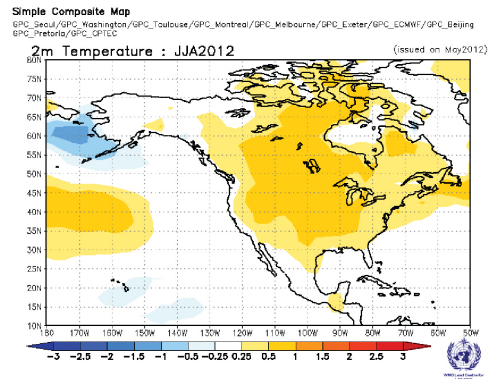 Simple Composite Map
GPC_Seoul/GPC_Washington/GPC_Toulouse/GPC_Montreal/GPC_Melbourne/GPC_Exeter/GPC_ECMWF/GPC_Beijing
GPC_Pretoria/GPC_CPTEC
2m Temperature : JJA2012
(issued on May2012)
80N
75N
70N
65N
60N
55N
50N
45N
40N
35N
30N
25N
20N
15N
10N
180 170W 160W 150W 140W 130W 120W 110W 100W 90W 80W 70W 60W 50W
-3 -2.5 -2 -1.5 -1 -0.5 -0.25 0.25 0.5 1 1.5 2 2.5 3